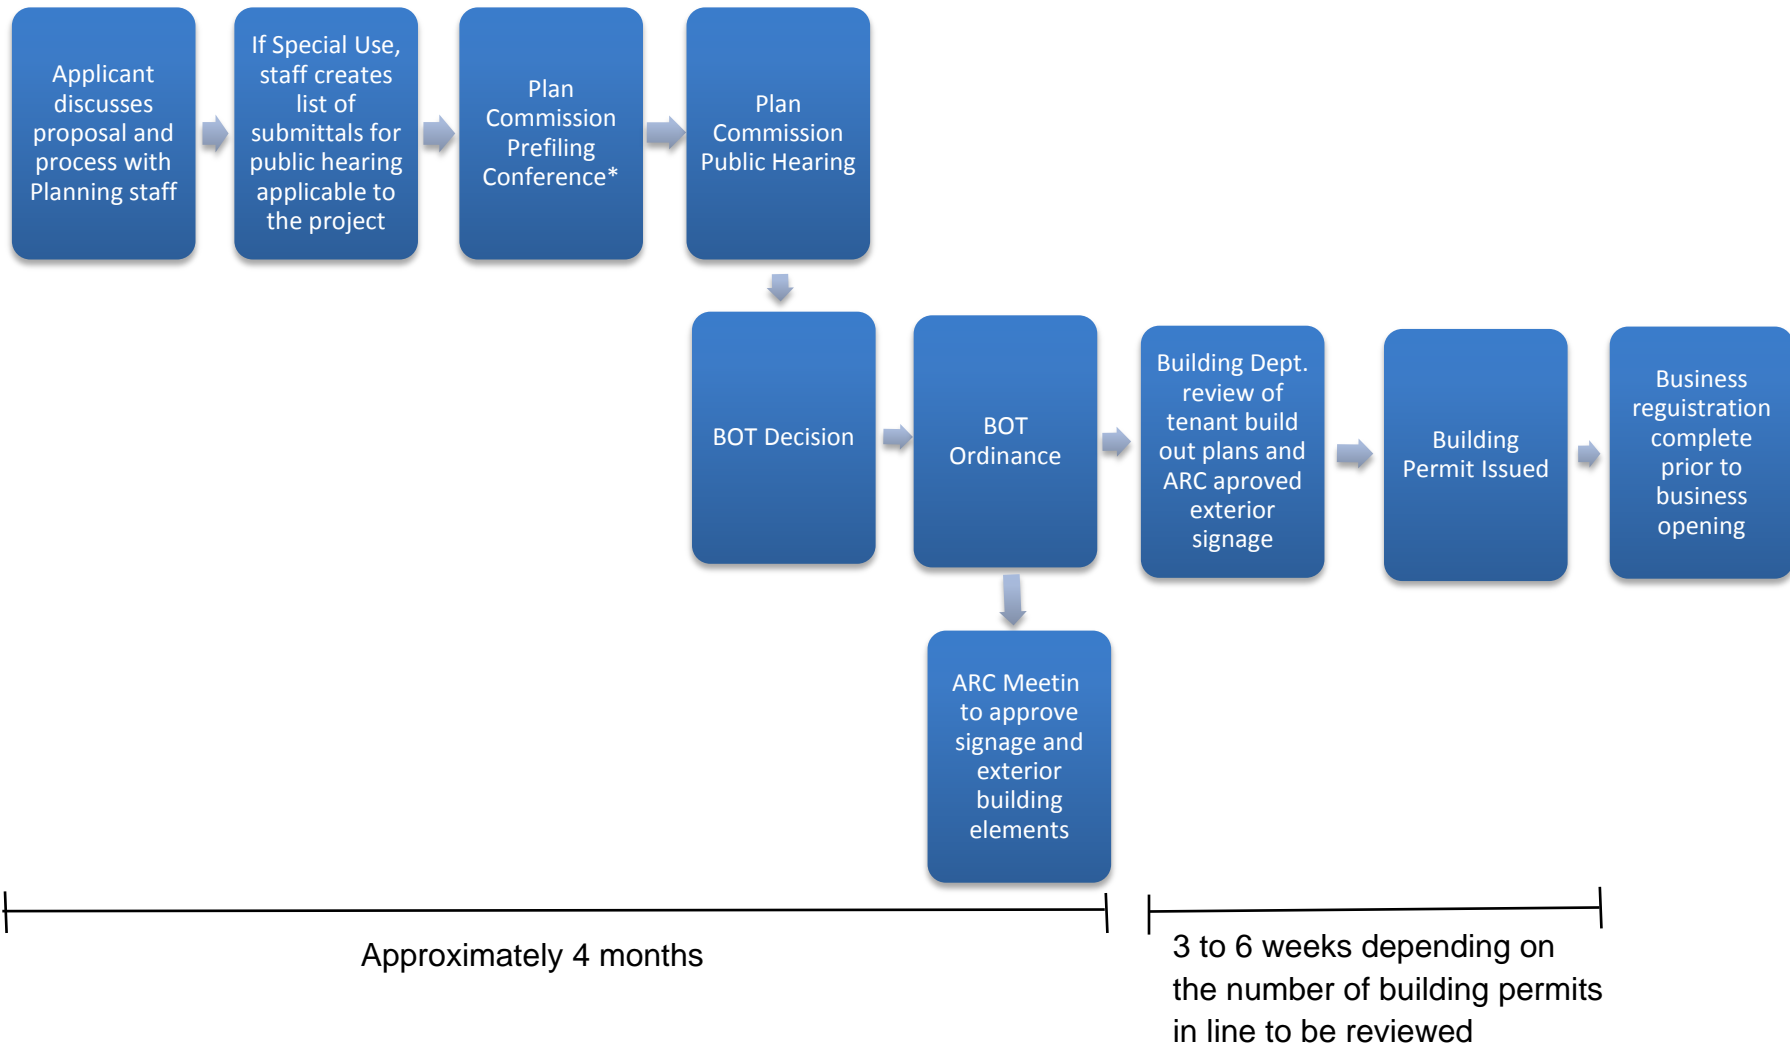 Applicant
discusses
proposal and
process with
Planning staff
If Special Use,
staff creates
list of
submittals for
public hearing
applicable to
the project
Plan
Commission
Prefiling
Conference*
Plan
Commission
Public Hearing
BOT Decision
BOT
Ordinance
Building Dept.
review of
tenant build
out plans and
ARC aproved
exterior
signage
Building
Permit Issued
Business
reguistration
complete
prior to
business
opening
ARC Meetin
to approve
signage and
exterior
building
elements
Approximately 4 months
3 to 6 weeks depending on
the number of building permits
in line to be reviewed